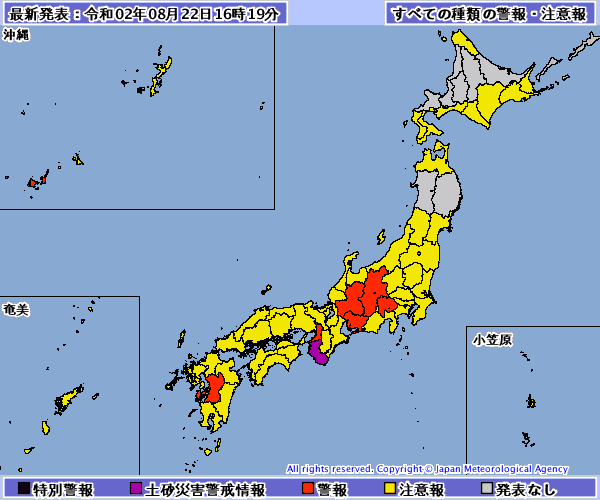 最新発表：令和02年08月22日16時19分
すべての種類の警報・注意報
沖縄
奄美
小笠原
All rights reserved. Copyright © Japan Meteorological Agency
特別警報
土砂災害警戒情報
警報
注意報
発表なし